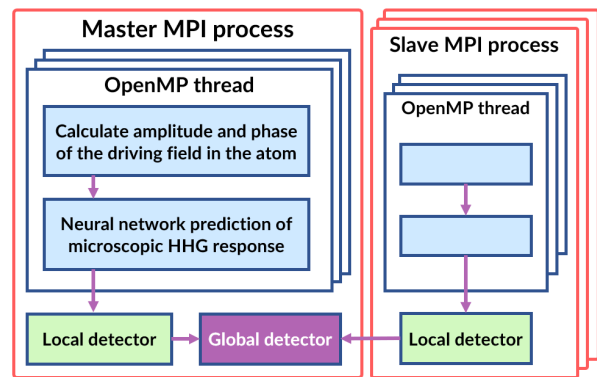 Master MPI process
OpenMP thread
Calculate amplitude and phase
of the driving field in the atom
Neural network prediction of
microscopic HHG response
Local detector
Global detector
Slave MPI process
OpenMP thread
Local detector